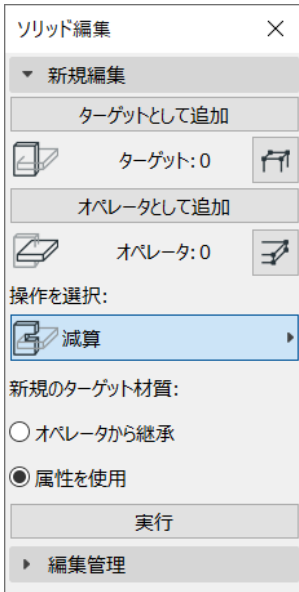 ソリッド編集
新規編集
ターゲットとして追加
ターゲット: 0
オペレータとして追加
オペレータ: 0
操作を選択:
減算
新規のターゲット材質:
オペレータから継承
属性を使用
実行
編集管理